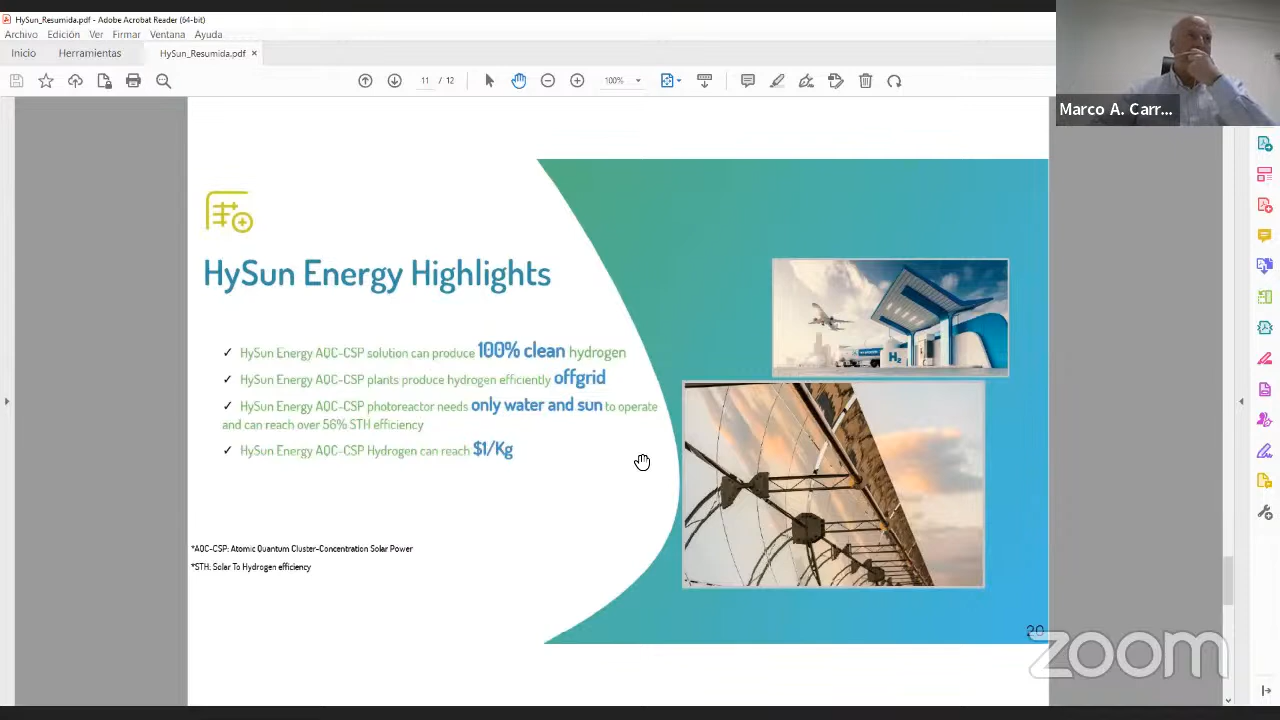 HySun_Resumida.pdf - Adobe Acrobat Reader (64-bit)
Archivo Edición Ver Firmar Ventana Ayuda
Inicio Herramientas HySun_Resumida.pdf ×
11 / 12 100%
Marco A. Carr...
HySun Energy Highlights
✓ HySun Energy AQC-CSP solution can produce 100% clean hydrogen
✓ HySun Energy AQC-CSP plants produce hydrogen efficiently offgrid
✓ HySun Energy AQC-CSP photoreactor needs only water and sun to operate
and can reach over 56% STH efficiency
✓ HySun Energy AQC-CSP Hydrogen can reach $1/Kg
H2
*AQC-CSP: Atomic Quantum Cluster-Concentration Solar Power
*STH: Solar To Hydrogen efficiency
20
zoom